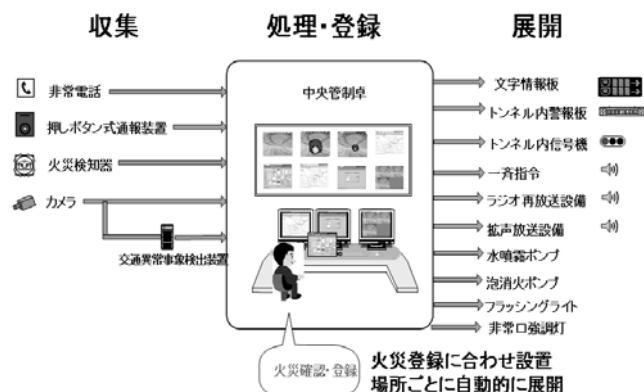 収集
処理・登録
展開
非常電話
押しボタン式通報装置
火災検知器
カメラ
交通異常事象検出装置
中央管制卓
文字情報板
トンネル内警報板
トンネル内信号機
一斉指令
ラジオ再放送設備
拡声放送設備
水噴霧ポンプ
泡消火ポンプ
フラッシングライト
非常口強調灯
火災確認・登録
火災登録に合わせ設置
場所ごとに自動的に展開